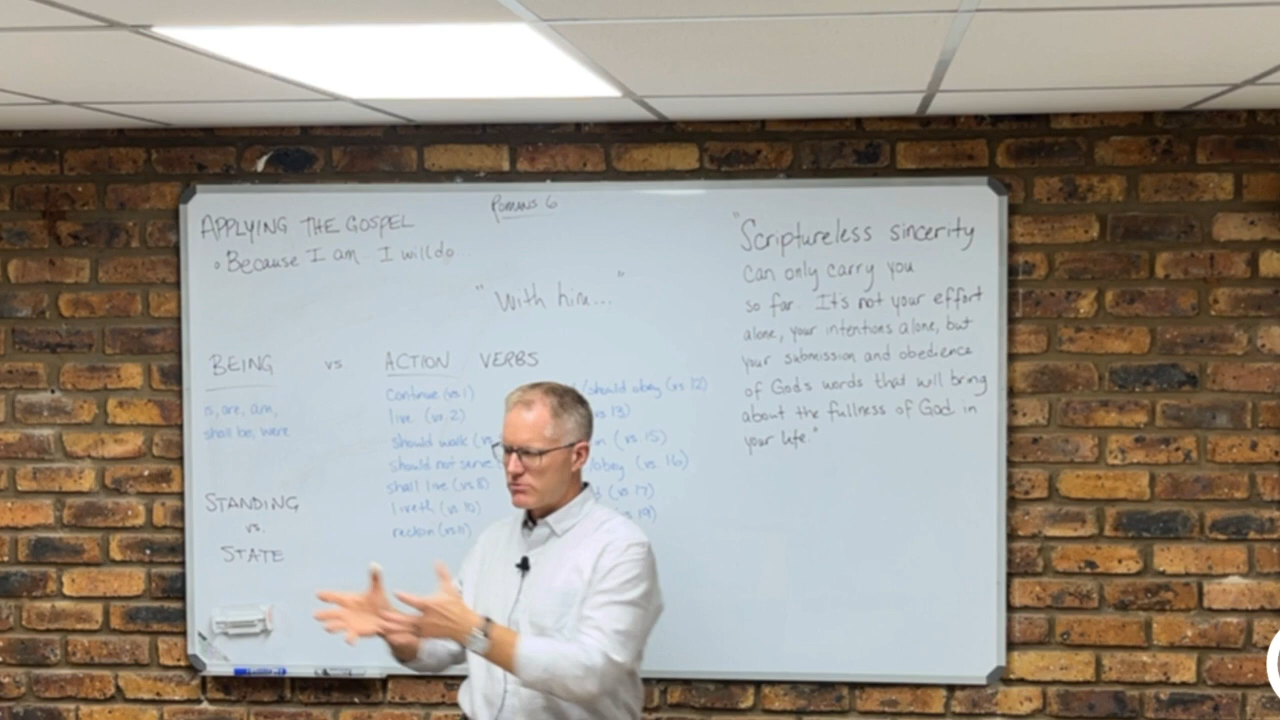 Romans 6
APPLYING THE GOSPEL
• Because I am I will do
"With him..."
BEING vs ACTION VERBS
is, are, am,
shall be, were
continue (vs 1)
live (vs. 2)
should walk (vs.
should not serve
shall live (vs 8)
liveth (vs. 10)
reckon (vs 11)
/should obey (vs 12)
vs 13)
(vs. 15)
/obey (vs. 16)
(vs. 17)
vs 19)
STANDING
vs.
STATE
"Scriptureless sincerity
can only carry you
so far. It's not your effort
alone, your intentions alone, but
your submission and obedience
of God's words that will bring
about the fullness of God in
your life."